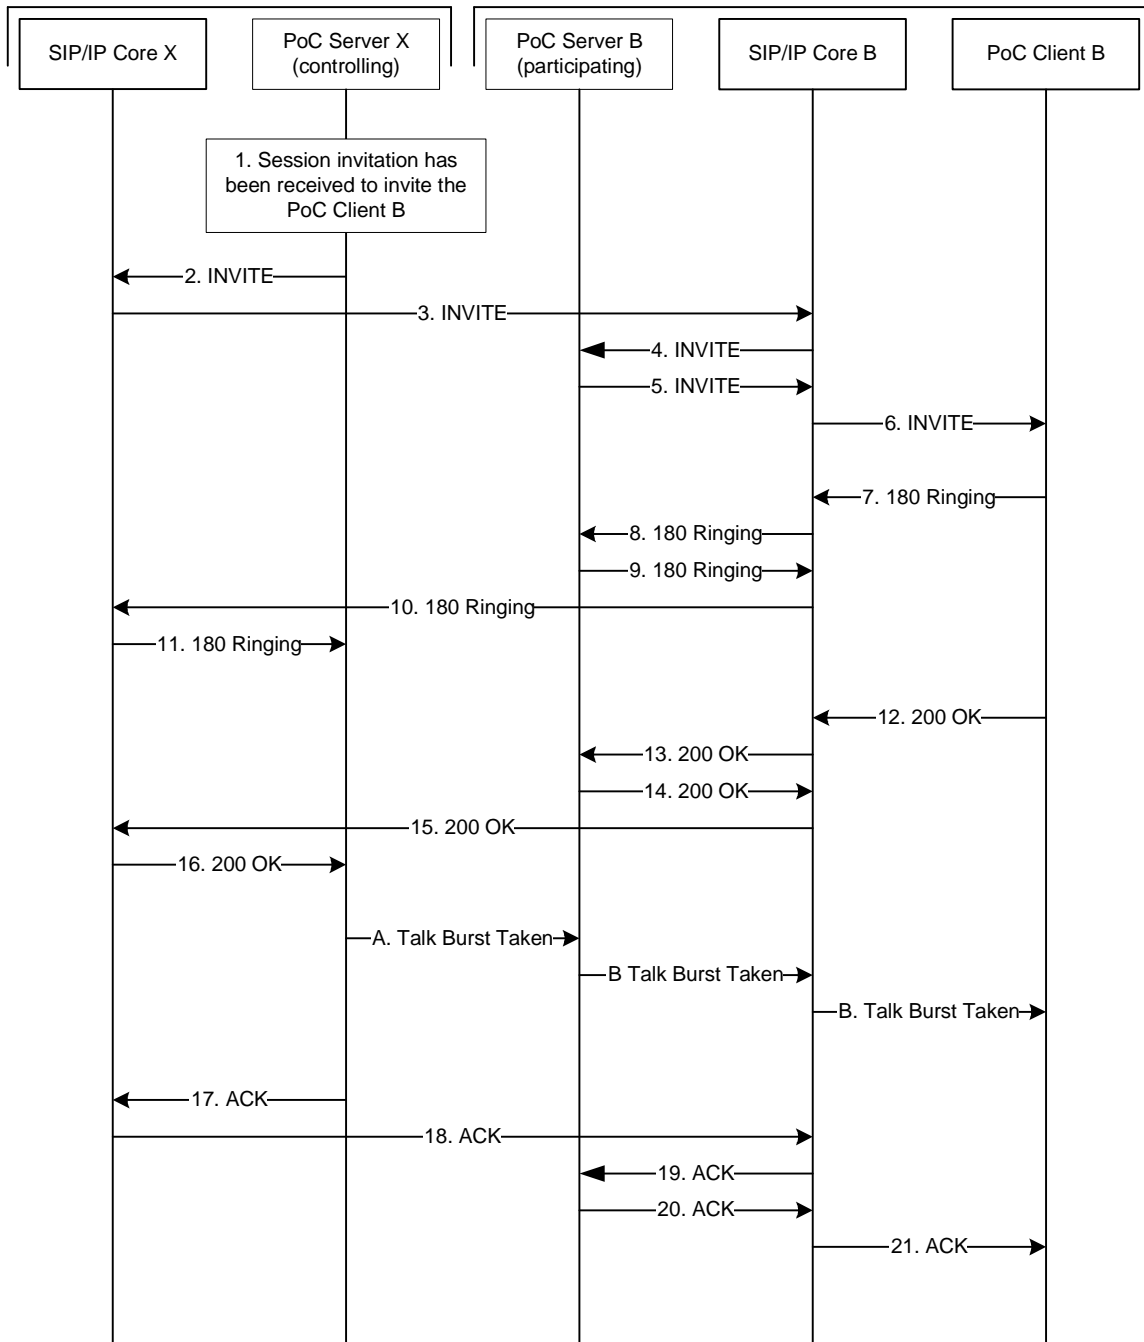 SIP/IP Core X
PoC Server X
(controlling)
PoC Server B
(participating)
SIP/IP Core B
PoC Client B
1. Session invitation has
been received to invite the
PoC Client B
2. INVITE
3. INVITE
4. INVITE
5. INVITE
6. INVITE
7. 180 Ringing
8. 180 Ringing
9. 180 Ringing
10. 180 Ringing
11. 180 Ringing
12. 200 OK
13. 200 OK
14. 200 OK
15. 200 OK
16. 200 OK
A. Talk Burst Taken
B Talk Burst Taken
B. Talk Burst Taken
17. ACK
18. ACK
19. ACK
20. ACK
21. ACK